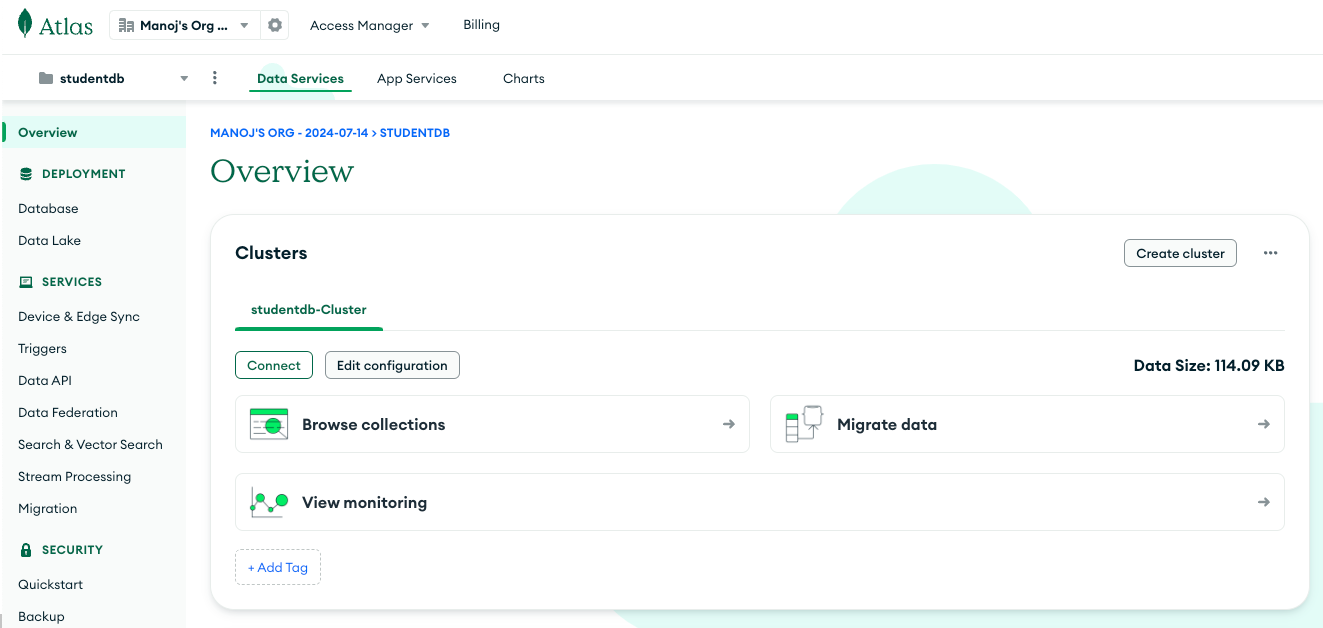 Atlas
Manoj's Org ...
Access Manager
Billing
studentdb
Data Services
App Services
Charts
Overview
DEPLOYMENT
Database
Data Lake
SERVICES
Device & Edge Sync
Triggers
Data API
Data Federation
Search & Vector Search
Stream Processing
Migration
SECURITY
Quickstart
Backup
MANOJ'S ORG - 2024-07-14 > STUDENTDB
Overview
Clusters
Create cluster
studentdb-Cluster
Connect
Edit configuration
Data Size: 114.09 KB
Browse collections
Migrate data
View monitoring
+ Add Tag